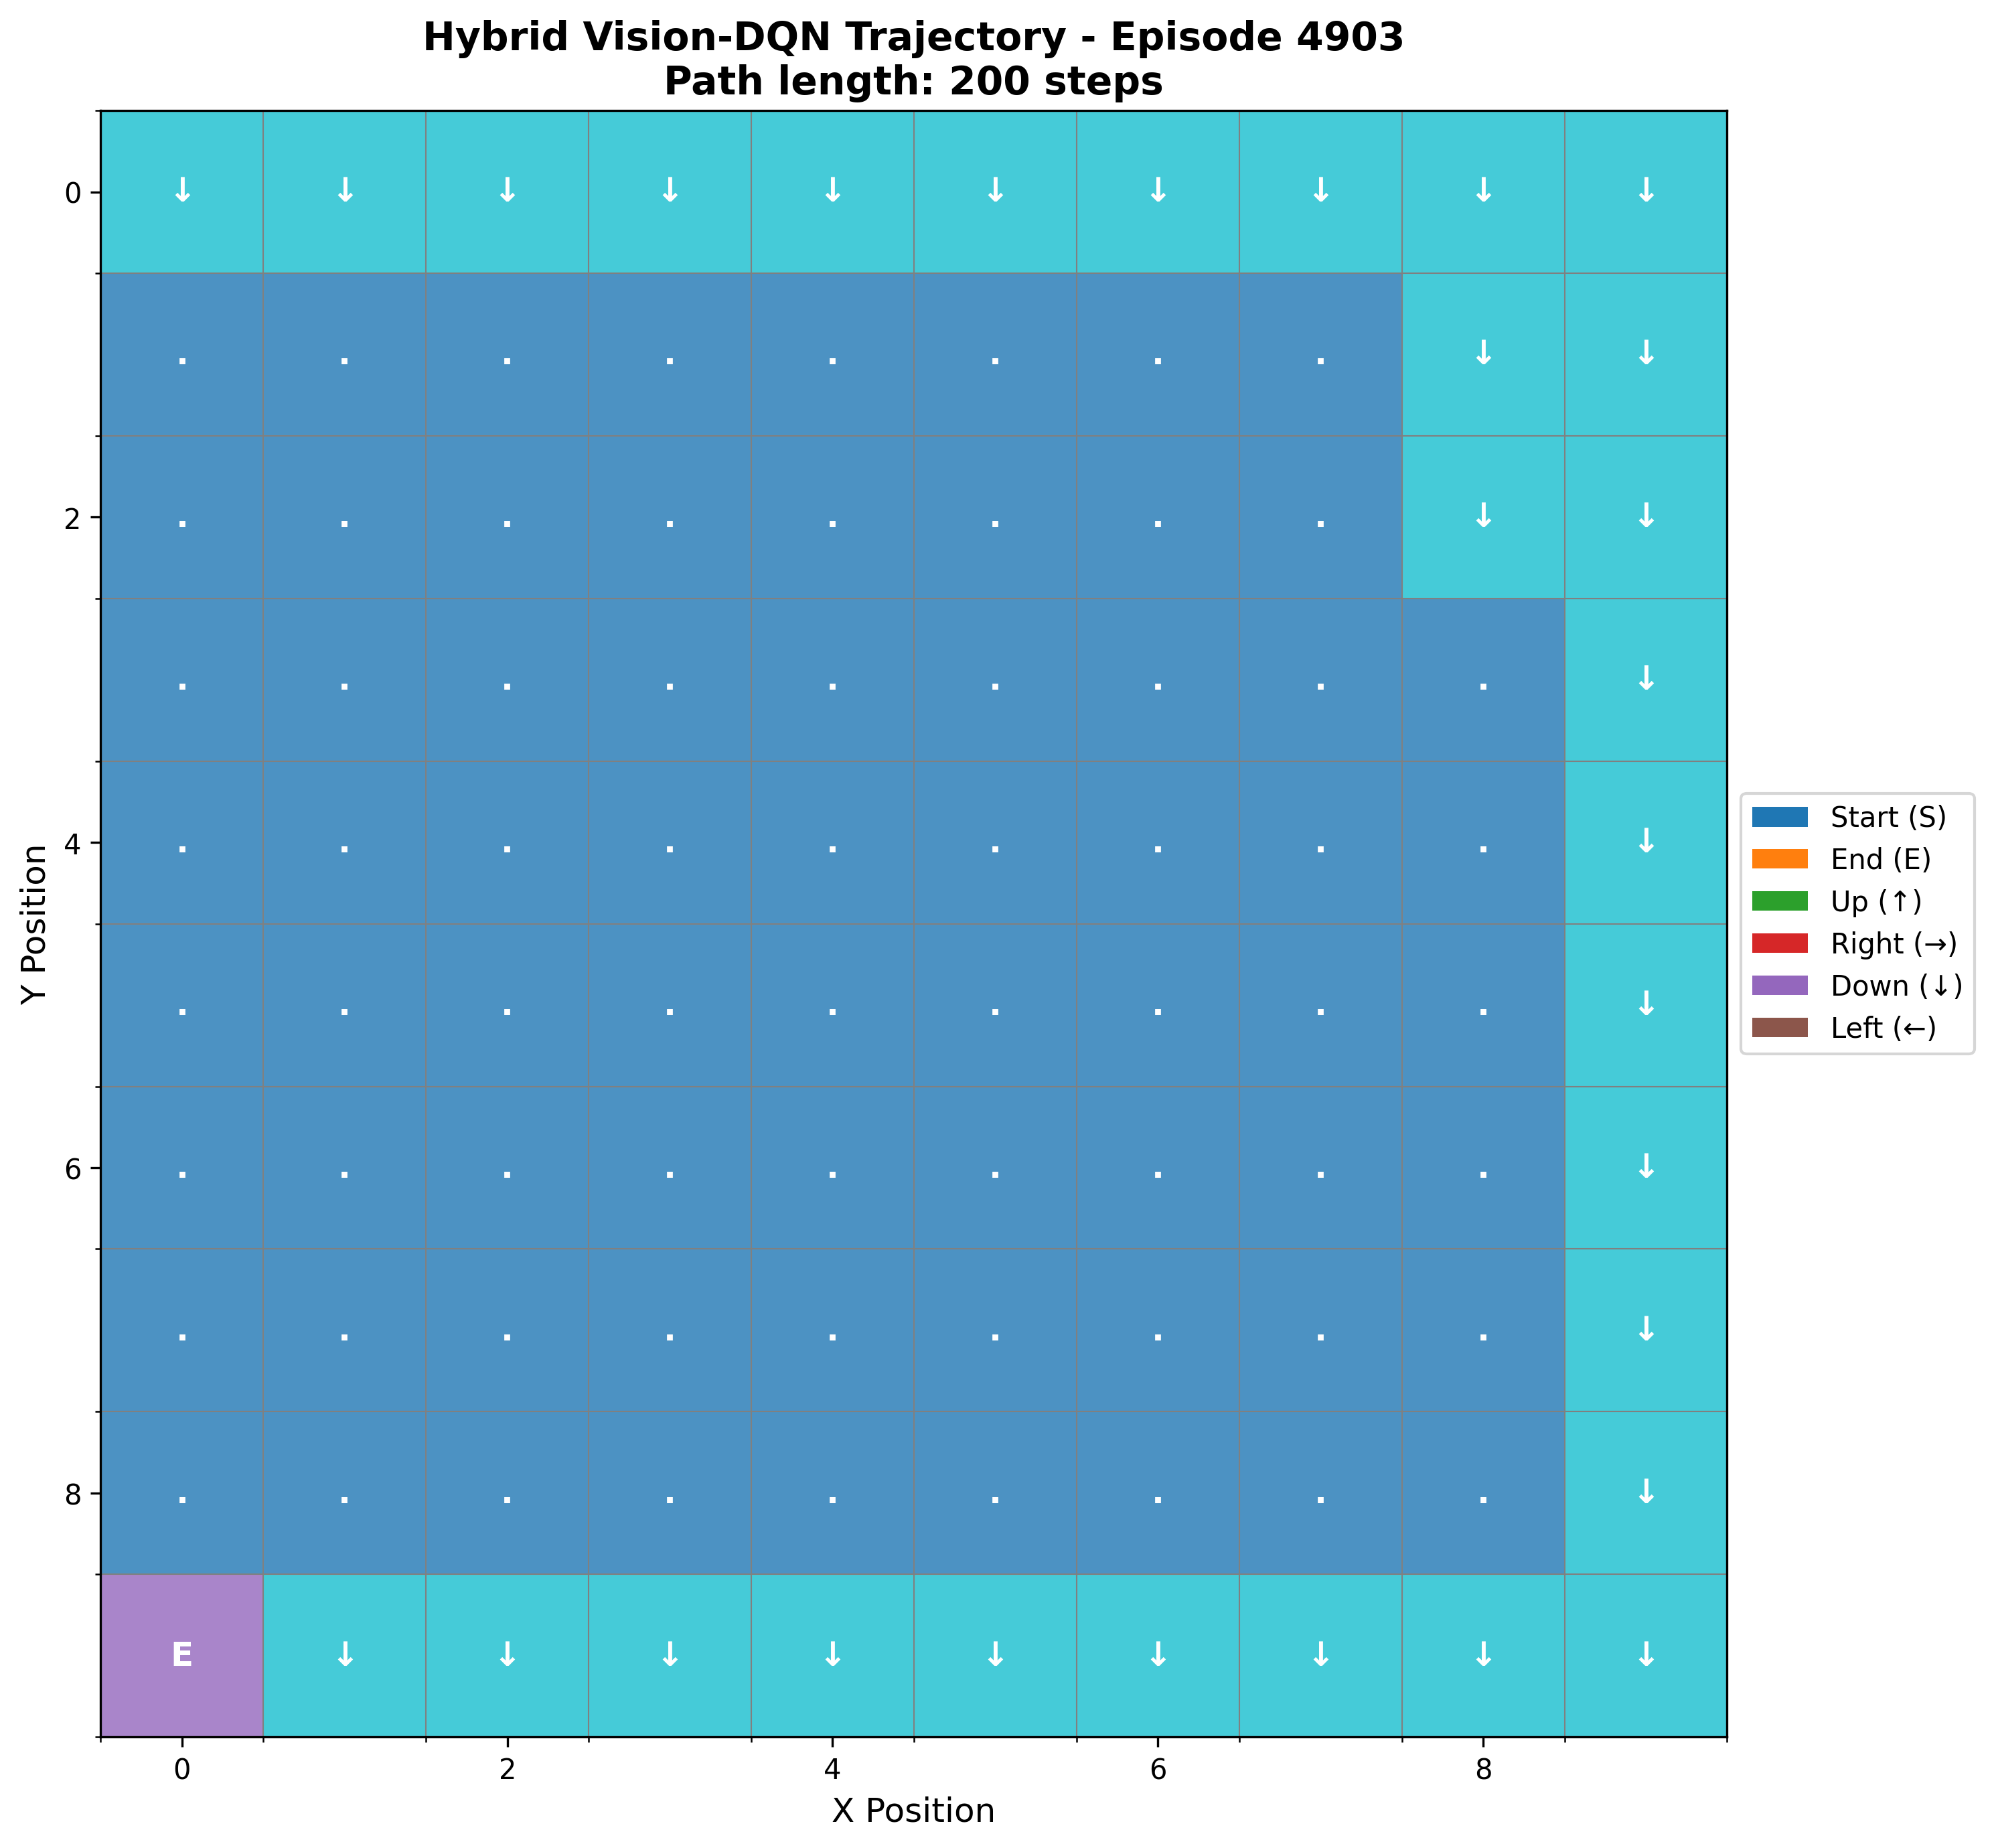 Hybrid Vision-DQN Trajectory - Episode 4903
Path length: 200 steps
0 ↓ ↓ ↓ ↓ ↓ ↓ ↓ ↓ ↓ ↓
. . . . . . . . ↓ ↓
2 . . . . . . . . ↓ ↓
. . . . . . . . . ↓
4 . . . . . . . . . ↓
. . . . . . . . . ↓
6 . . . . . . . . . ↓
. . . . . . . . . ↓
8 . . . . . . . . . ↓
E ↓ ↓ ↓ ↓ ↓ ↓ ↓ ↓ ↓
0 2 4 6 8
X Position
Y Position
Start (S)
End (E)
Up (↑)
Right (→)
Down (↓)
Left (←)